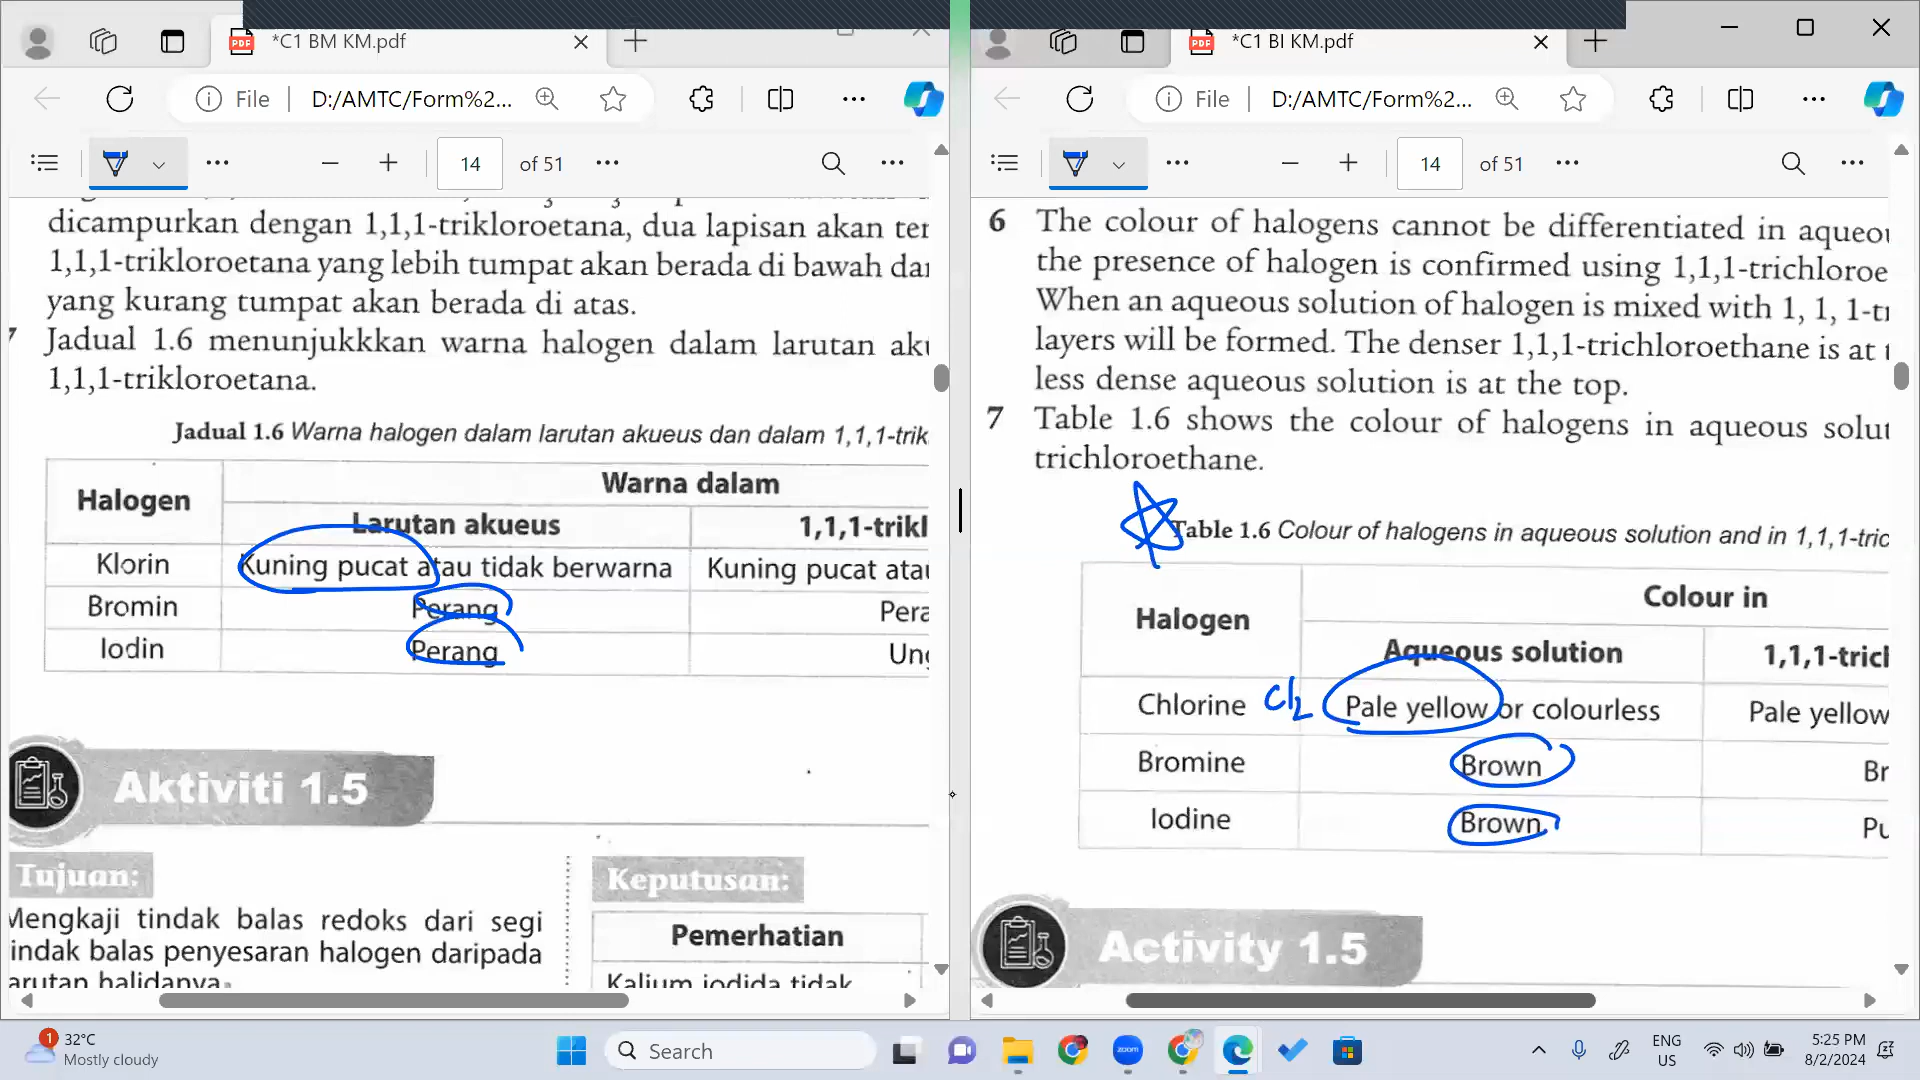 *C1 BM KM.pdf
File
D:/AMTC/Form%2...
14
of 51
dicampurkan dengan 1,1,1-trikloroetana, dua lapisan akan ter
1,1,1-trikloroetana yang lebih tumpat akan berada di bawah da
yang kurang tumpat akan berada di atas.
Jadual 1.6 menunjukkkan warna halogen dalam larutan aku
1,1,1-trikloroetana.
Jadual 1.6 Warna halogen dalam larutan akueus dan dalam 1,1,1-trik
Halogen
Warna dalam
Larutan akueus
1,1,1-trikl
Klorin
Kuning pucat atau tidak berwarna
Kuning pucat atau
Bromin
Perang
Pera
Iodin
Perang
Ung
Aktiviti 1.5
Tujuan:
Mengkaji tindak balas redoks dari segi
tindak balas penyesaran halogen daripada
larutan halidanya.
Keputusan:
Pemerhatian
Kalium iodida tidak
*C1 BI KM.pdf
File
D:/AMTC/Form%2...
14
of 51
6 The colour of halogens cannot be differentiated in aqueou
the presence of halogen is confirmed using 1,1,1-trichloroe
When an aqueous solution of halogen is mixed with 1, 1, 1-tr
layers will be formed. The denser 1,1,1-trichloroethane is at t
less dense aqueous solution is at the top.
7 Table 1.6 shows the colour of halogens in aqueous solut
trichloroethane.
Table 1.6 Colour of halogens in aqueous solution and in 1,1,1-tric
Halogen
Colour in
Aqueous solution
1,1,1-trich
Chlorine
Cl2
Pale yellow or colourless
Pale yellow
Bromine
Brown
Br
Iodine
Brown
Pu
Activity 1.5
1
32°C
Mostly cloudy
Search
zoom
ENG
US
5:25 PM
8/2/2024